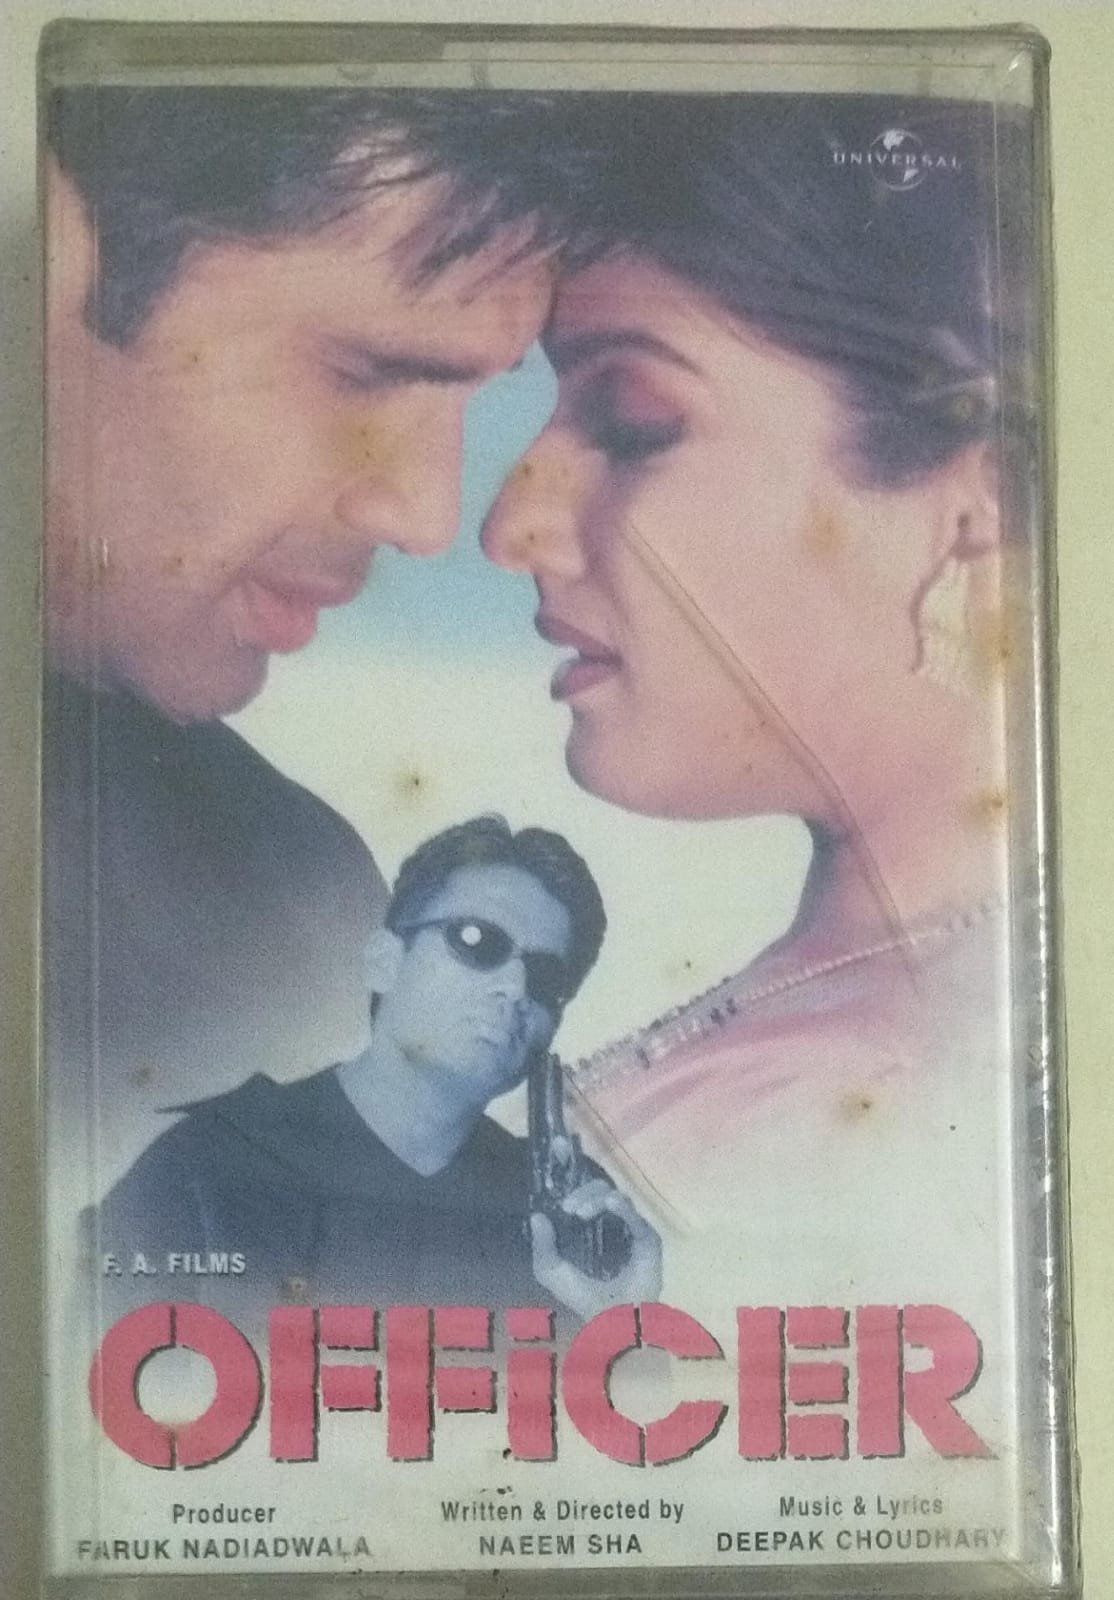 UNIVERSAL
F. A. FILMS
OFFiCER
Producer
FARUK NADIADWALA
Written & Directed by
NAEEM SHA
Music & Lyrics
DEEPAK CHOUDHARY